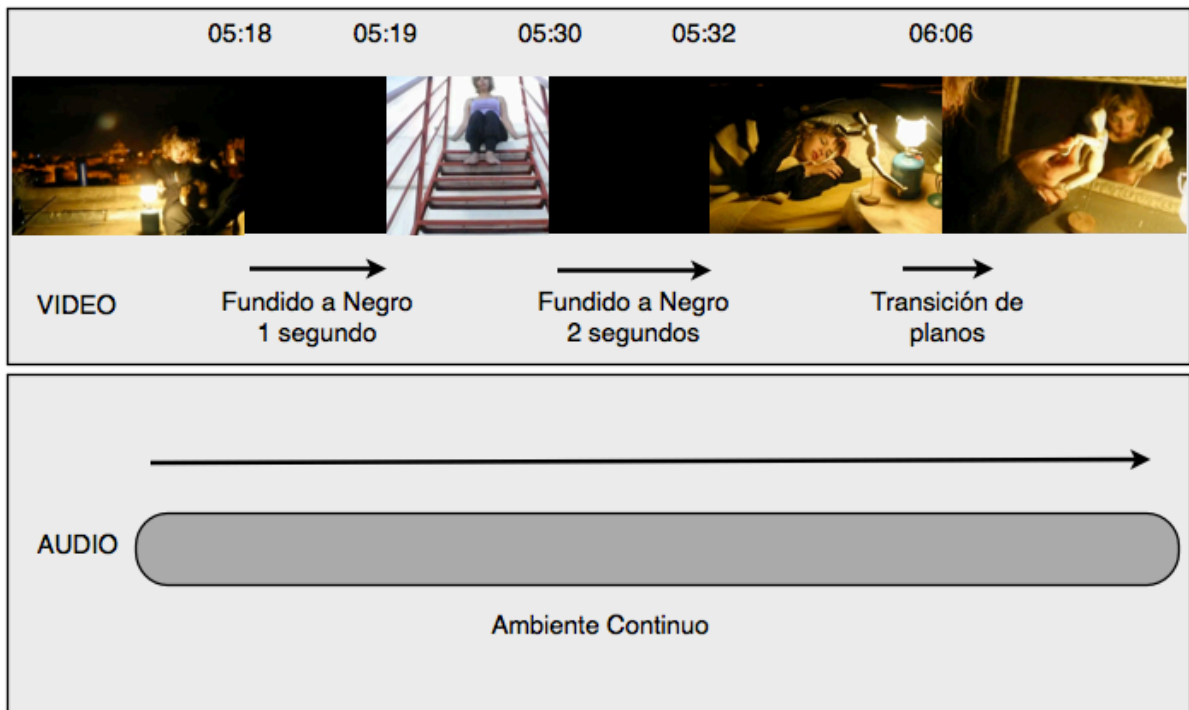 05:18 05:19 05:30 05:32 06:06
VIDEO
Fundido a Negro
1 segundo
Fundido a Negro
2 segundos
Transición de
planos
AUDIO
Ambiente Continuo